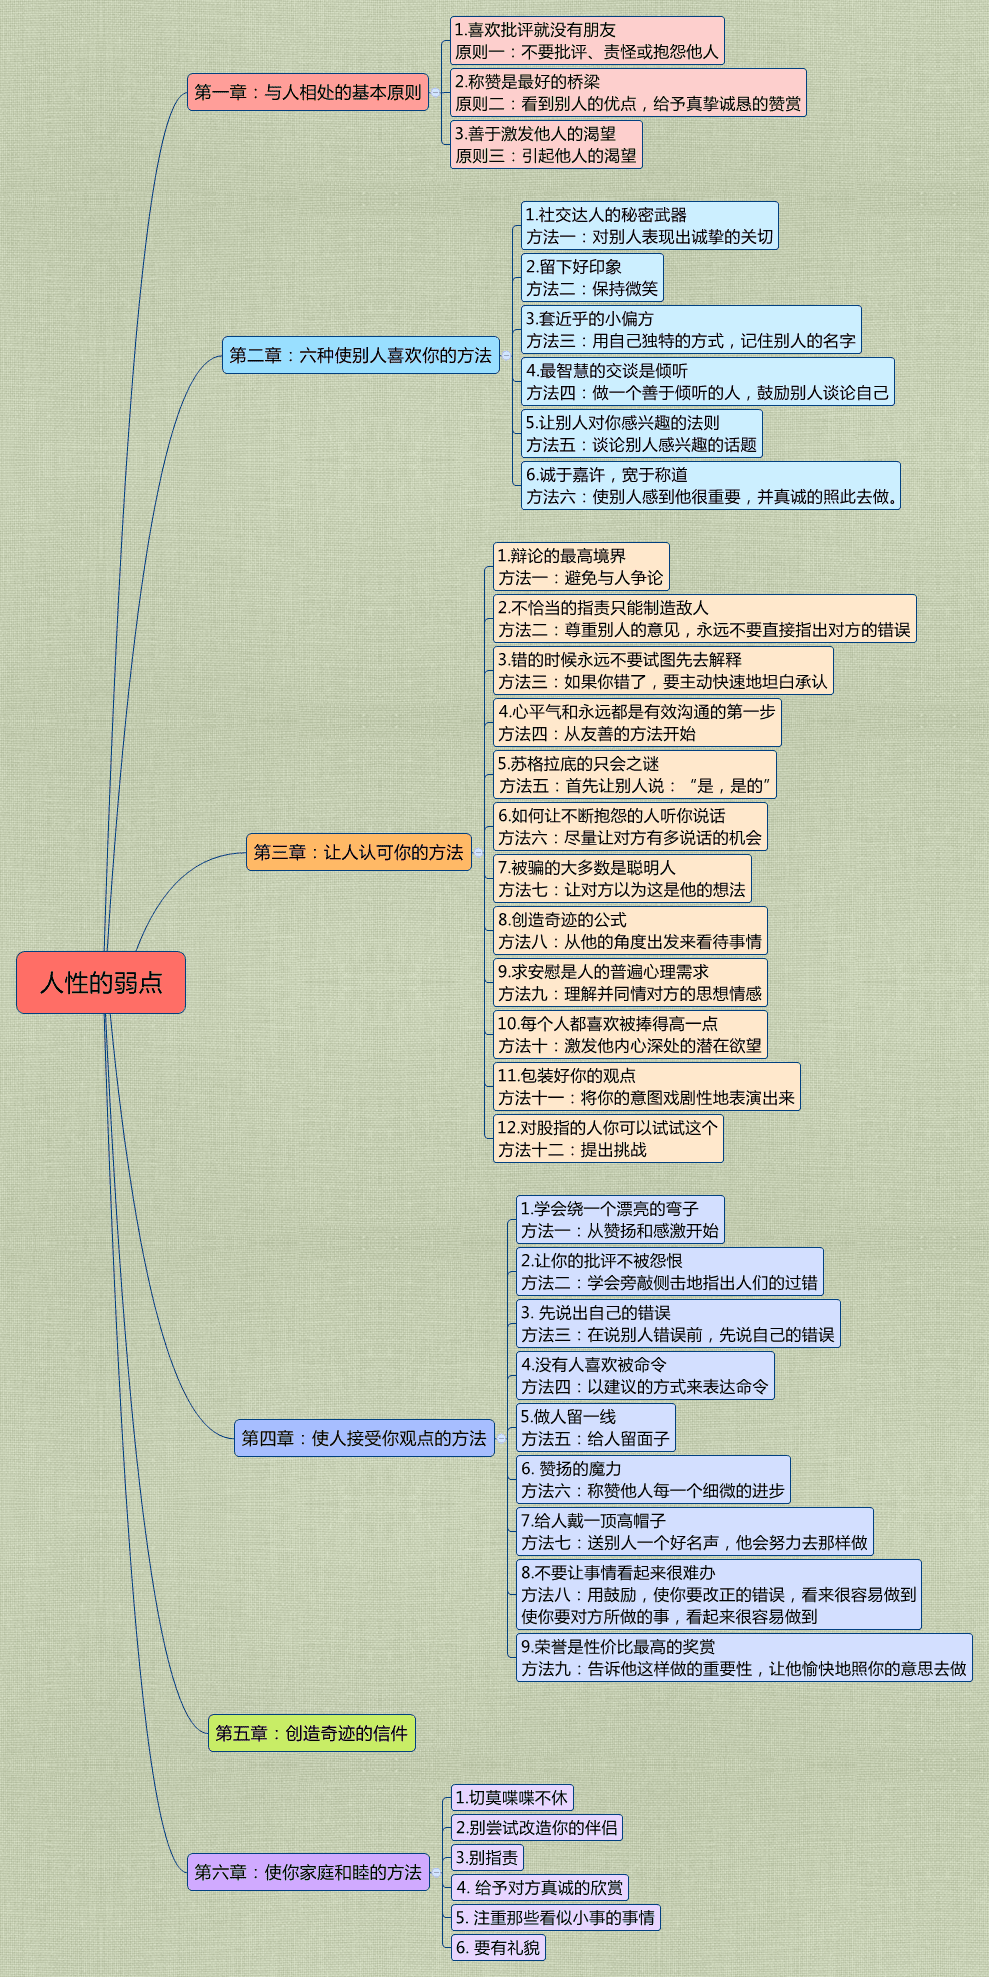 人性的弱点
第一章：与人相处的基本原则
1.喜欢批评就没有朋友
原则一：不要批评、责怪或抱怨他人
2.称赞是最好的桥梁
原则二：看到别人的优点，给予真挚诚恳的赞赏
3.善于激发他人的渴望
原则三：引起他人的渴望
第二章：六种使别人喜欢你的方法
1.社交达人的秘密武器
方法一：对别人表现出诚挚的关切
2.留下好印象
方法二：保持微笑
3.套近乎的小偏方
方法三：用自己独特的方式，记住别人的名字
4.最智慧的交谈是倾听
方法四：做一个善于倾听的人，鼓励别人谈论自己
5.让别人对你感兴趣的法则
方法五：谈论别人感兴趣的话题
6.诚于嘉许，宽于称道
方法六：使别人感到他很重要，并真诚的照此去做。
第三章：让人认可你的方法
1.辩论的最高境界
方法一：避免与人争论
2.不恰当的指责只能制造敌人
方法二：尊重别人的意见，永远不要直接指出对方的错误
3.错的时候永远不要试图先去解释
方法三：如果你错了，要主动快速地坦白承认
4.心平气和永远都是有效沟通的第一步
方法四：从友善的方法开始
5.苏格拉底的只会之谜
方法五：首先让别人说：“是，是的”
6.如何让不断抱怨的人听你说话
方法六：尽量让对方有多说话的机会
7.被骗的大多数是聪明人
方法七：让对方以为这是他的想法
8.创造奇迹的公式
方法八：从他的角度出发来看待事情
9.求安慰是人的普遍心理需求
方法九：理解并同情对方的思想情感
10.每个人都喜欢被捧得高一点
方法十：激发他内心深处的潜在欲望
11.包装好你的观点
方法十一：将你的意图戏剧性地表演出来
12.对股指的人你可以试试这个
方法十二：提出挑战
第四章：使人接受你观点的方法
1.学会绕一个漂亮的弯子
方法一：从赞扬和感激开始
2.让你的批评不被怨恨
方法二：学会旁敲侧击地指出人们的过错
3. 先说出自己的错误
方法三：在说别人错误前，先说自己的错误
4.没有人喜欢被命令
方法四：以建议的方式来表达命令
5.做人留一线
方法五：给人留面子
6. 赞扬的魔力
方法六：称赞他人每一个细微的进步
7.给人戴一顶高帽子
方法七：送别人一个好名声，他会努力去那样做
8.不要让事情看起来很难办
方法八：用鼓励，使你要改正的错误，看来很容易做到
使你要对方所做的事，看起来很容易做到
9.荣誉是性价比最高的奖赏
方法九：告诉他这样做的重要性，让他愉快地照你的意思去做
第五章：创造奇迹的信件
第六章：使你家庭和睦的方法
1.切莫喋喋不休
2.别尝试改造你的伴侣
3.别指责
4. 给予对方真诚的欣赏
5. 注重那些看似小事的事情
6. 要有礼貌